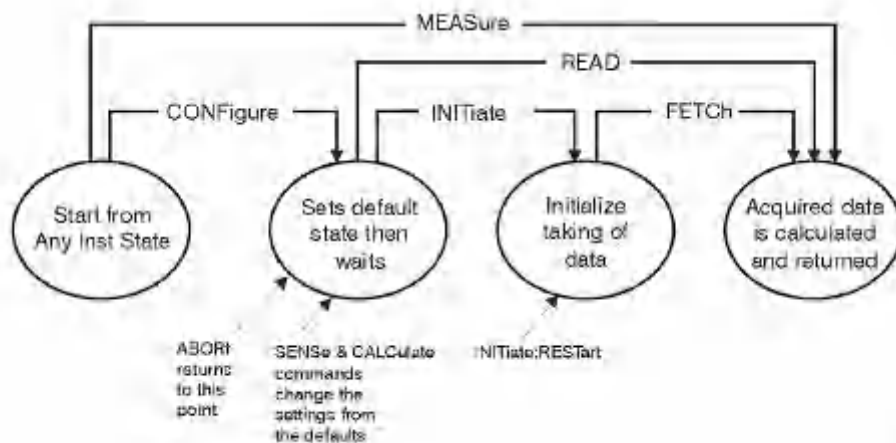 MEASure
READ
CONFigure
INITiate
FETCh
Start from
Any Inst State
Sets default
state then
waits
Initialize
taking of
data
Acquired data
is calculated
and returned
ABORt
returns
to this
point
SENSe & CALCulate
commands
change the
settings from
the defaults
INITiate:RESTart